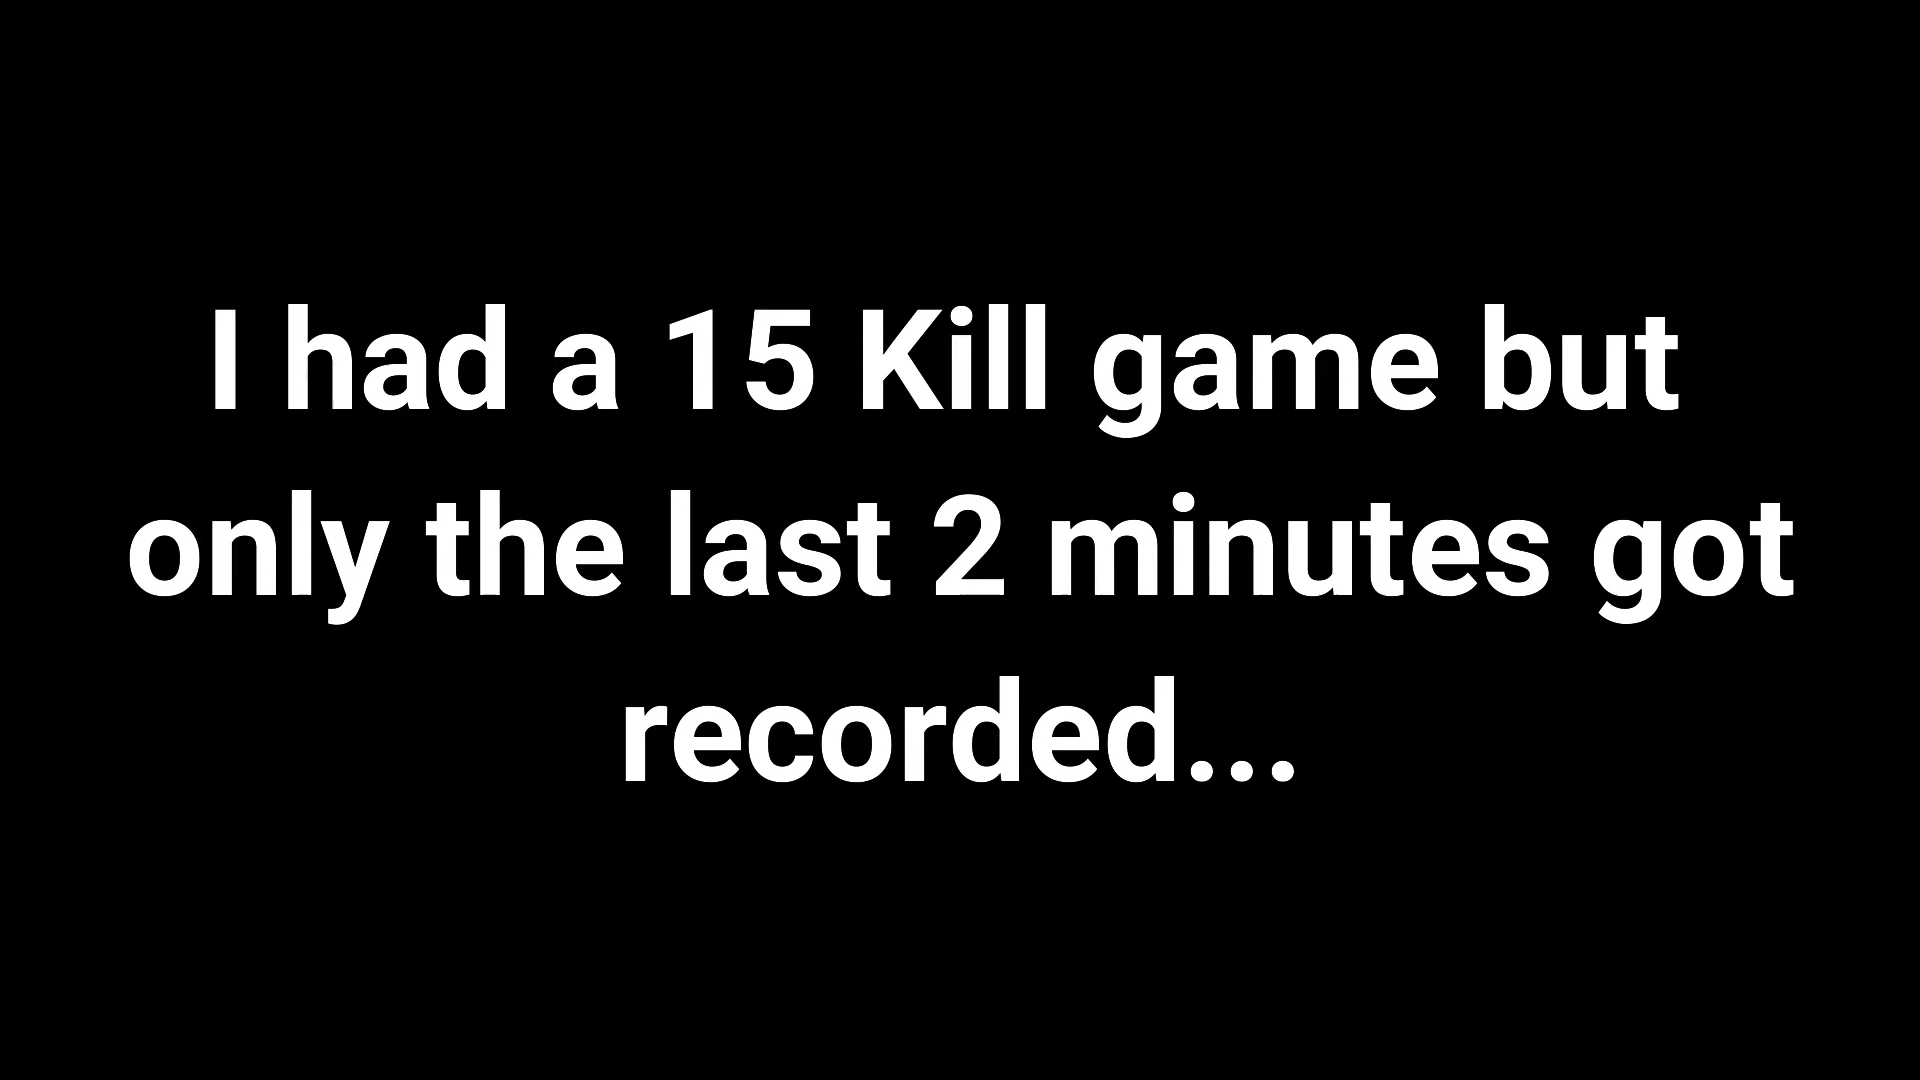 I had a 15 Kill game but
only the last 2 minutes got
recorded...